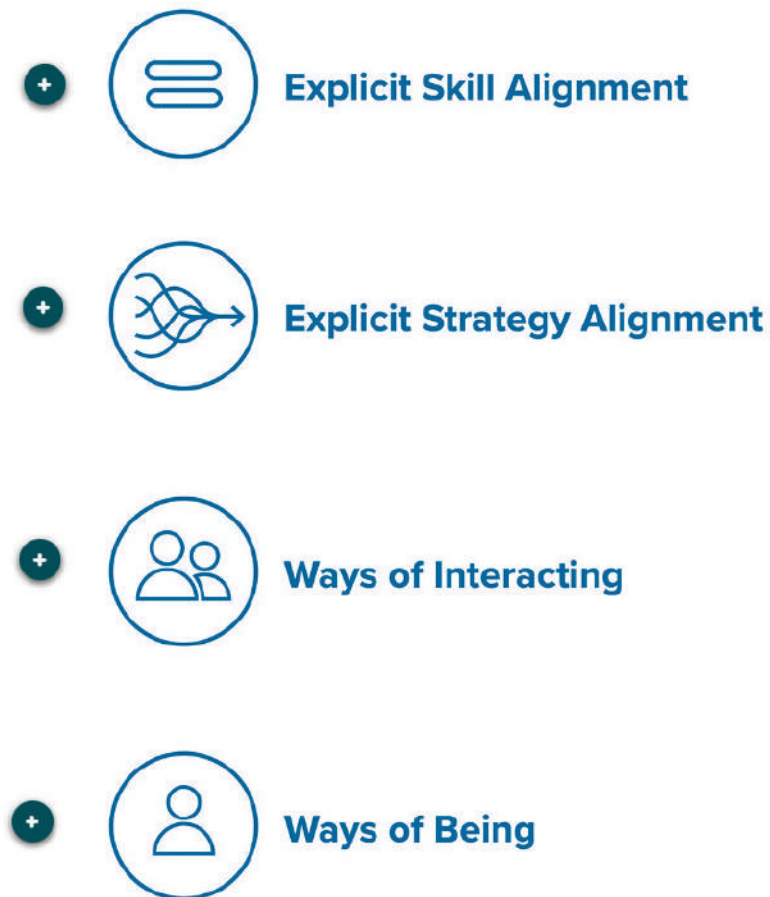 Explicit Skill Alignment
Explicit Strategy Alignment
Ways of Interacting
Ways of Being